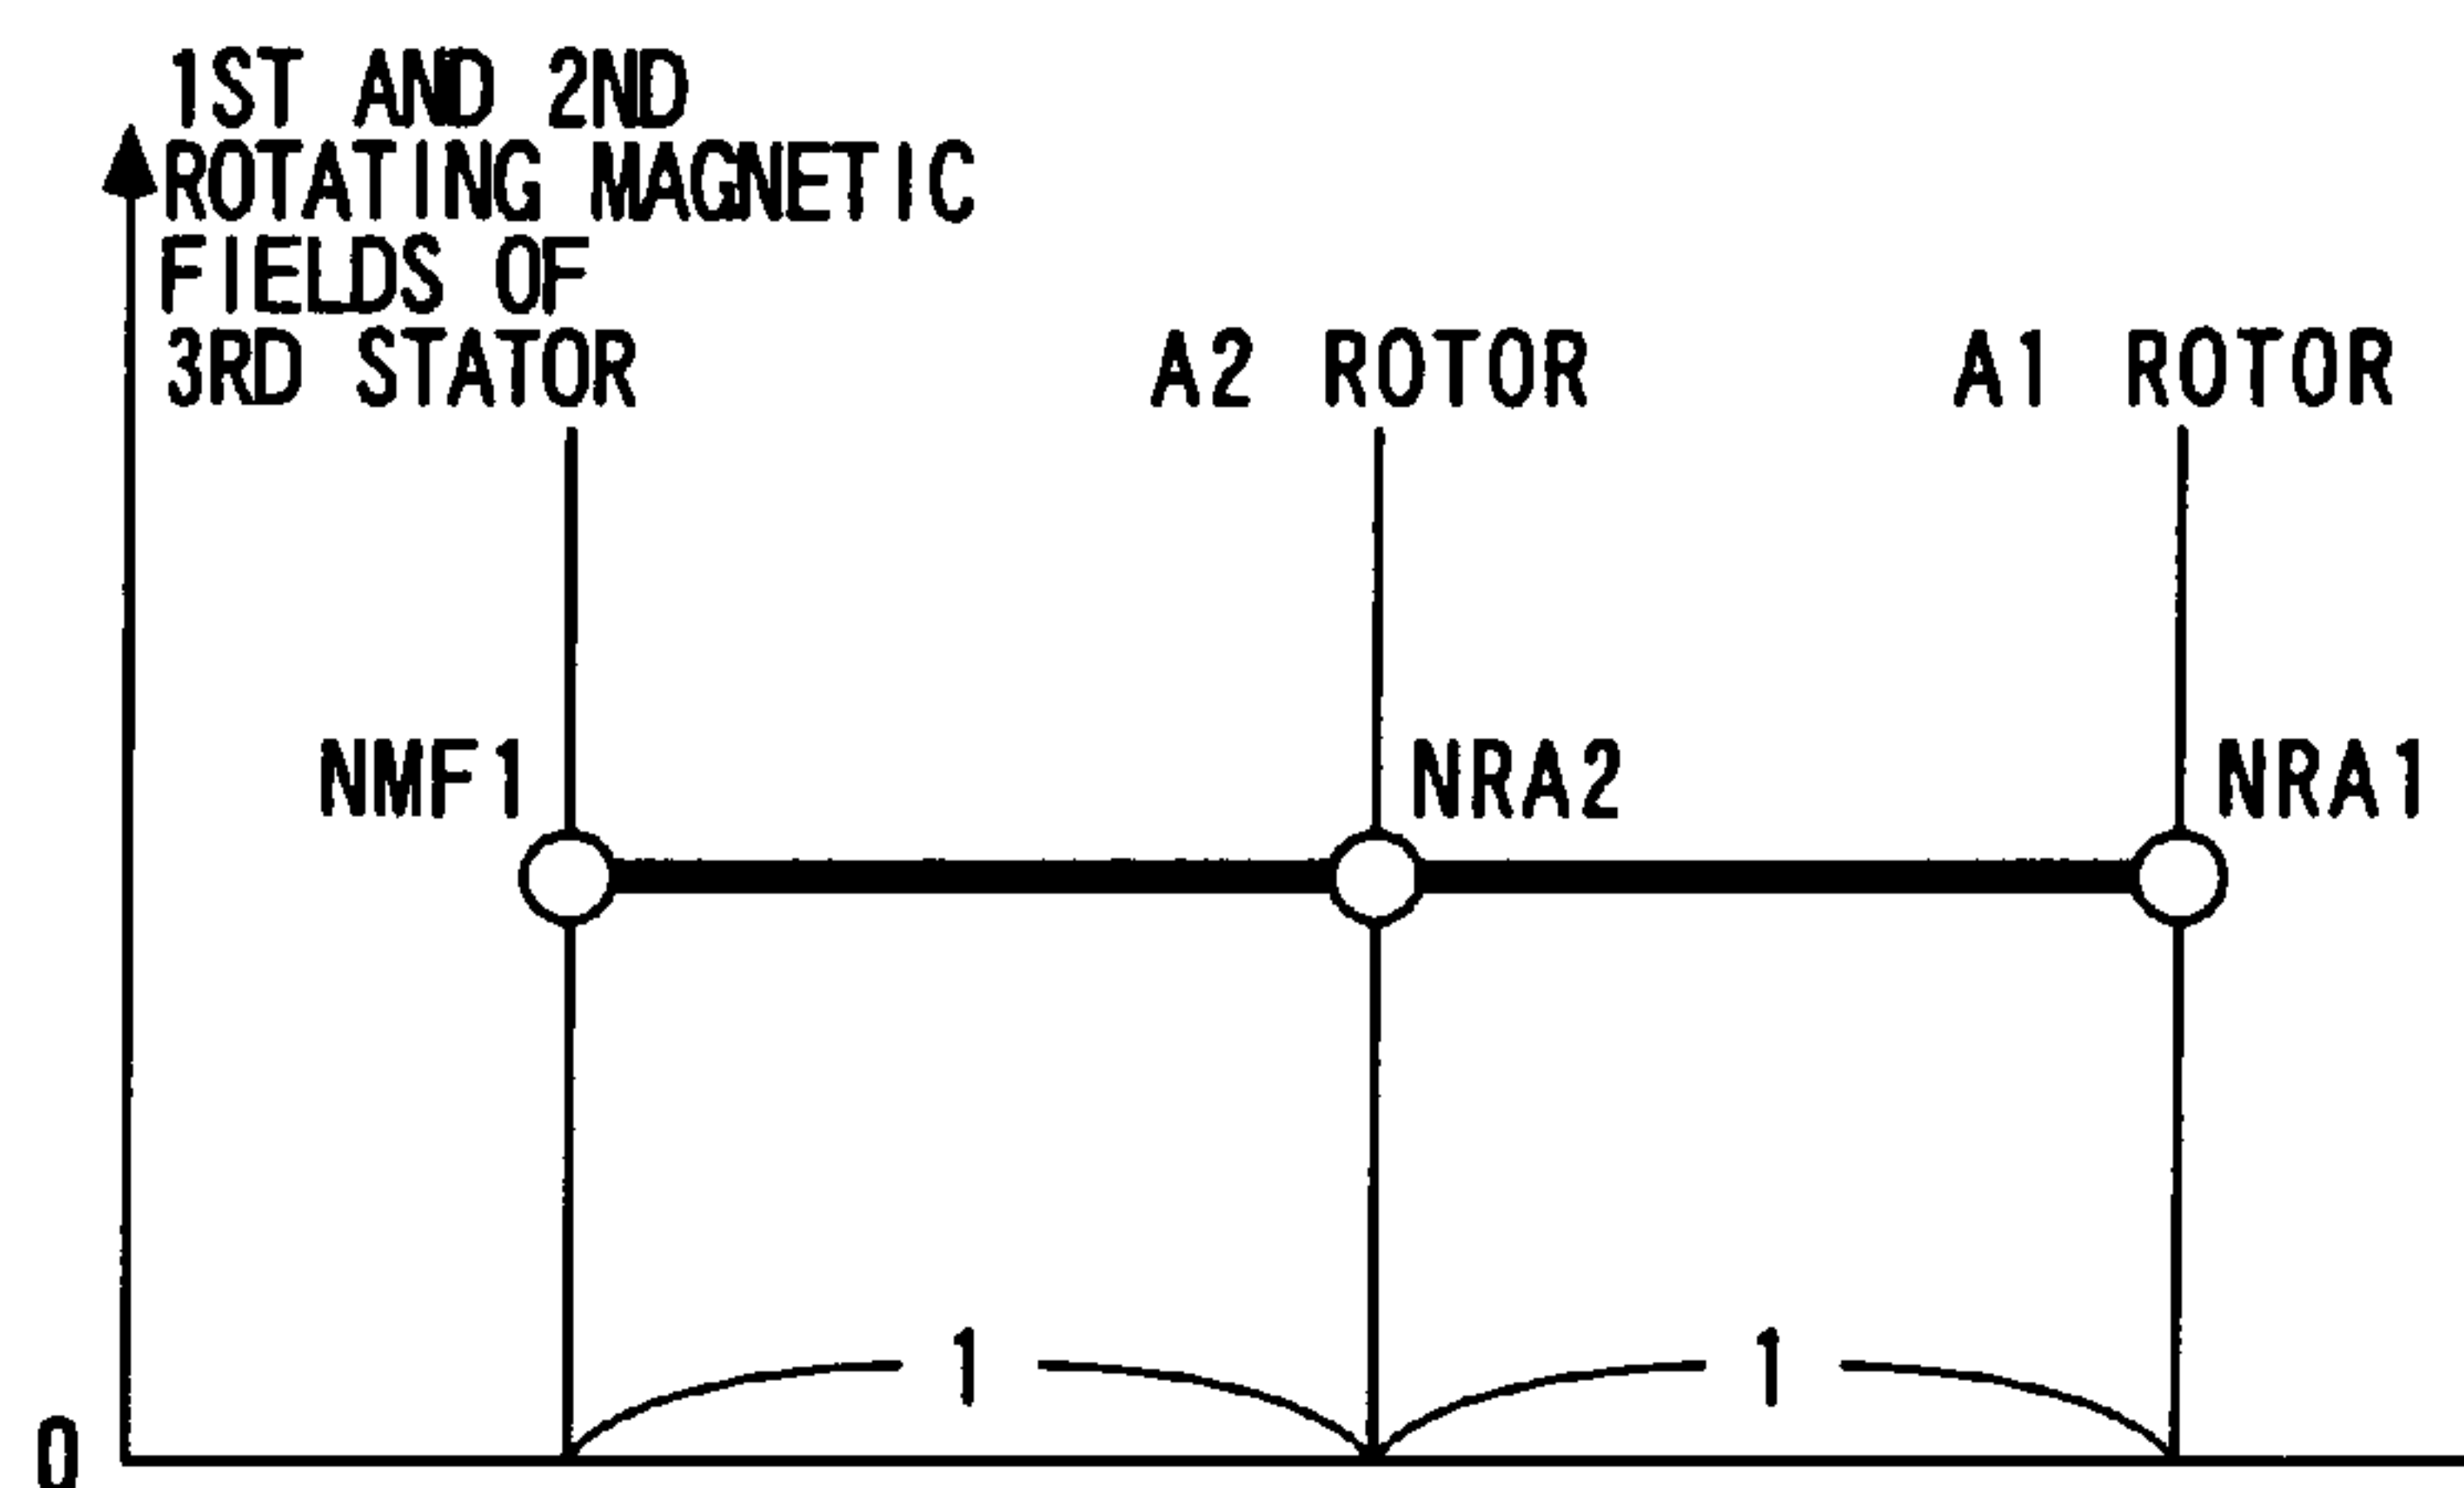 1ST AND 2ND
ROTATING MAGNETIC
FIELDS OF
3RD STATOR
A2 ROTOR
A1 ROTOR
NMF1
NRA2
NRA1
1
1
0